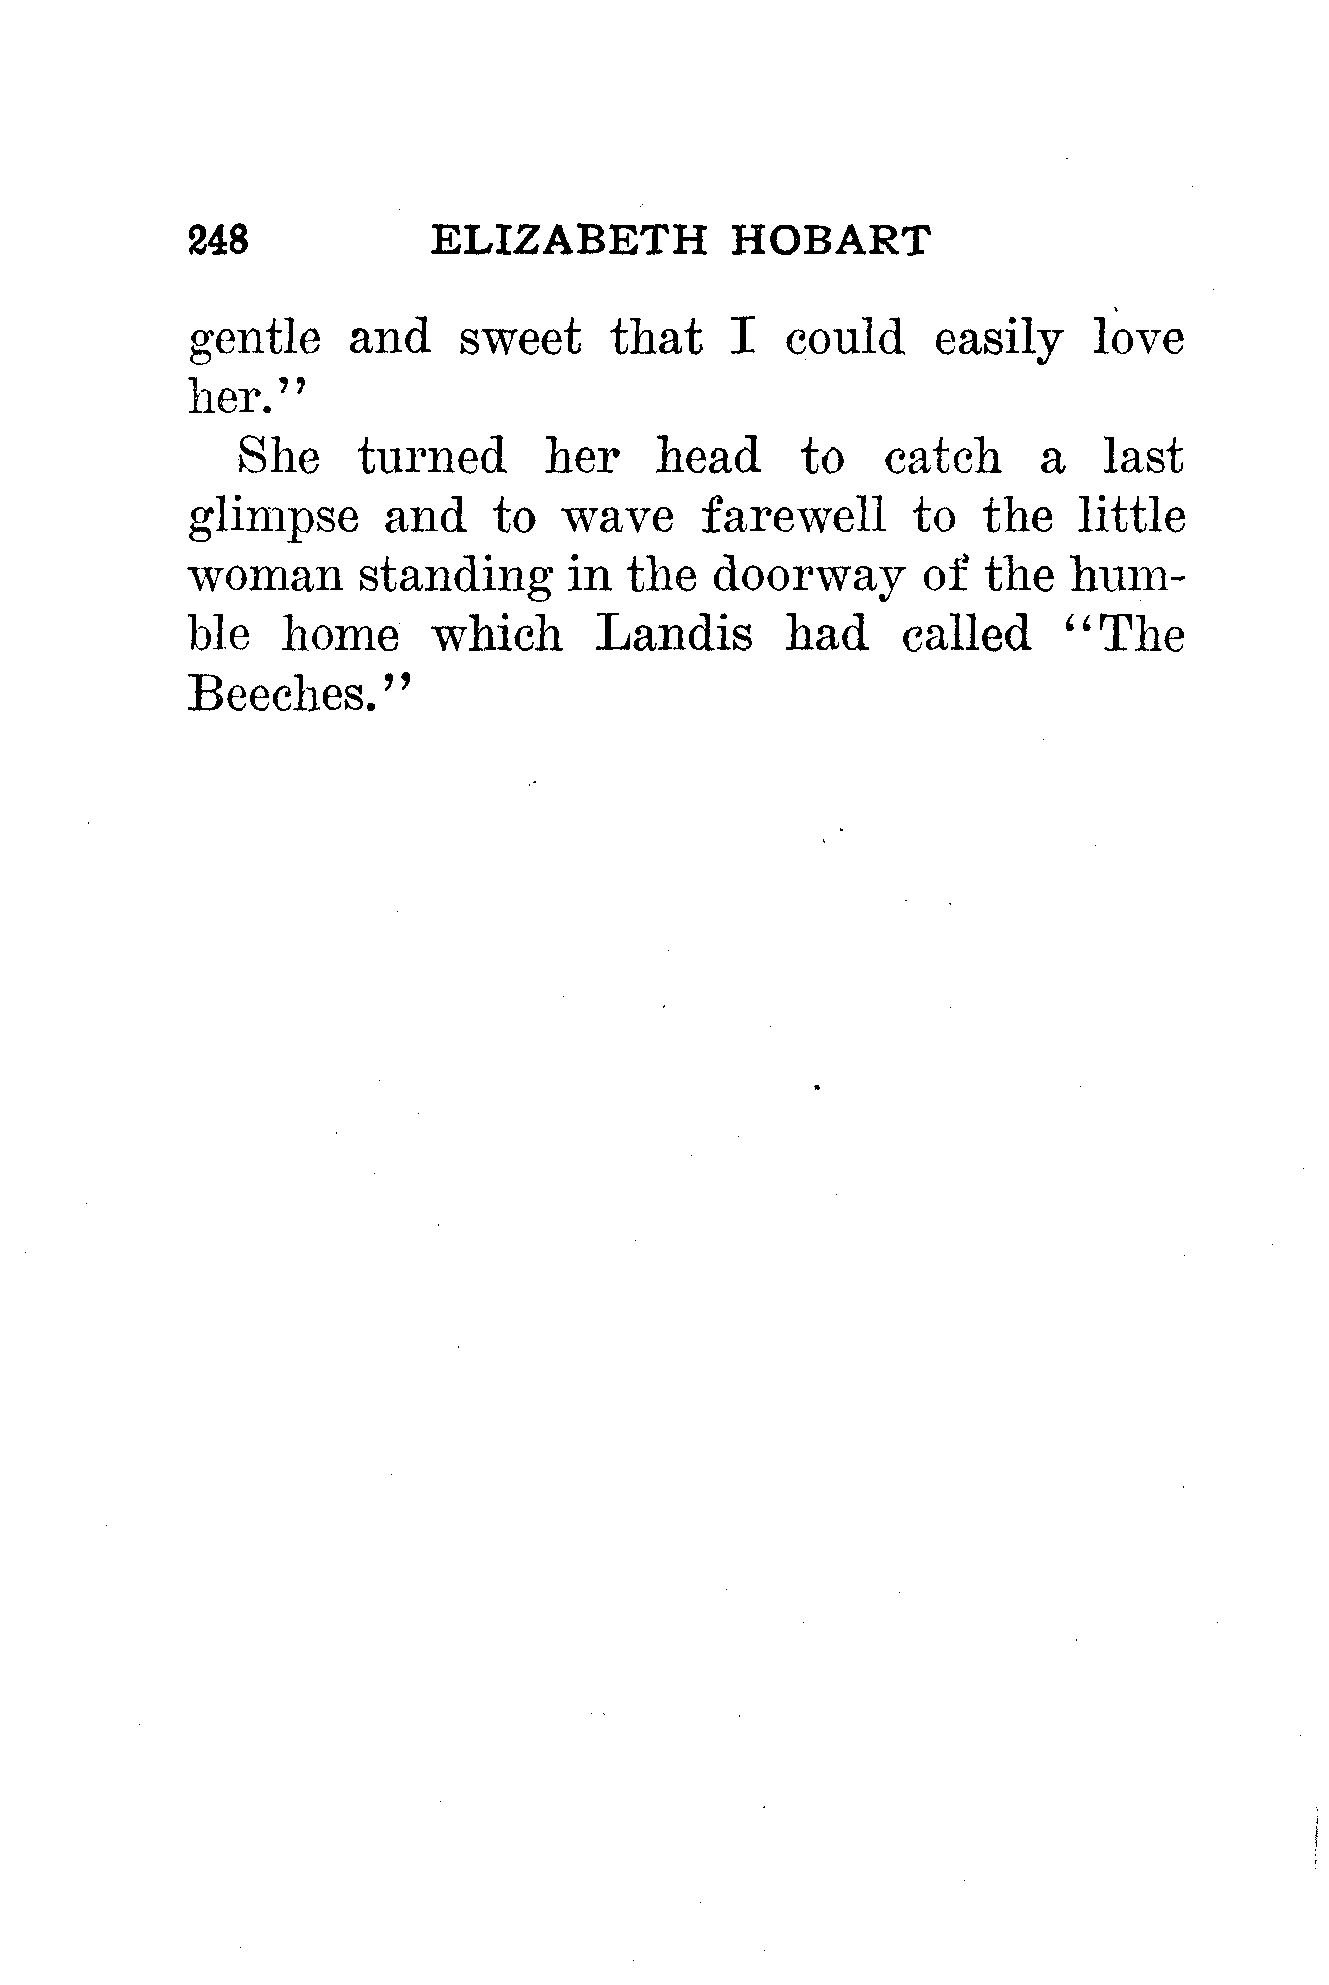 248 ELIZABETH HOBART
gentle and sweet that I could easily love
her."
She turned her head to catch a last
glimpse and to wave farewell to the little
woman standing in the doorway of the hum-
ble home which Landis had called "The
Beeches."